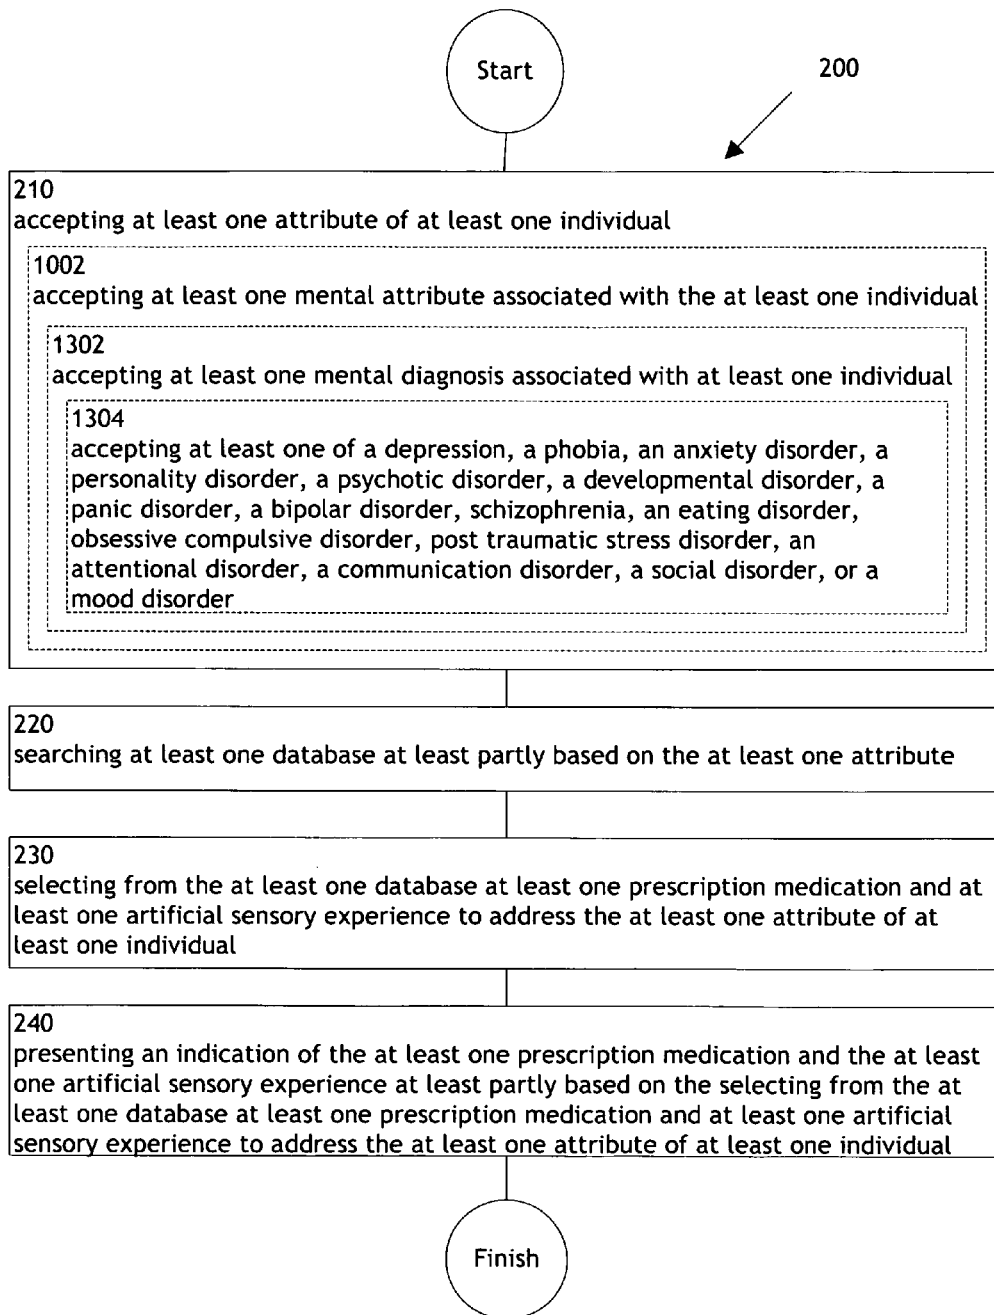 Start
200
210
accepting at least one attribute of at least one individual
1002
accepting at least one mental attribute associated with the at least one individual
1302
accepting at least one mental diagnosis associated with at least one individual
1304
accepting at least one of a depression, a phobia, an anxiety disorder, a
personality disorder, a psychotic disorder, a developmental disorder, a
panic disorder, a bipolar disorder, schizophrenia, an eating disorder,
obsessive compulsive disorder, post traumatic stress disorder, an
attentional disorder, a communication disorder, a social disorder, or a
mood disorder
220
searching at least one database at least partly based on the at least one attribute
230
selecting from the at least one database at least one prescription medication and at
least one artificial sensory experience to address the at least one attribute of at
least one individual
240
presenting an indication of the at least one prescription medication and the at least
one artificial sensory experience at least partly based on the selecting from the at
least one database at least one prescription medication and at least one artificial
sensory experience to address the at least one attribute of at least one individual
Finish